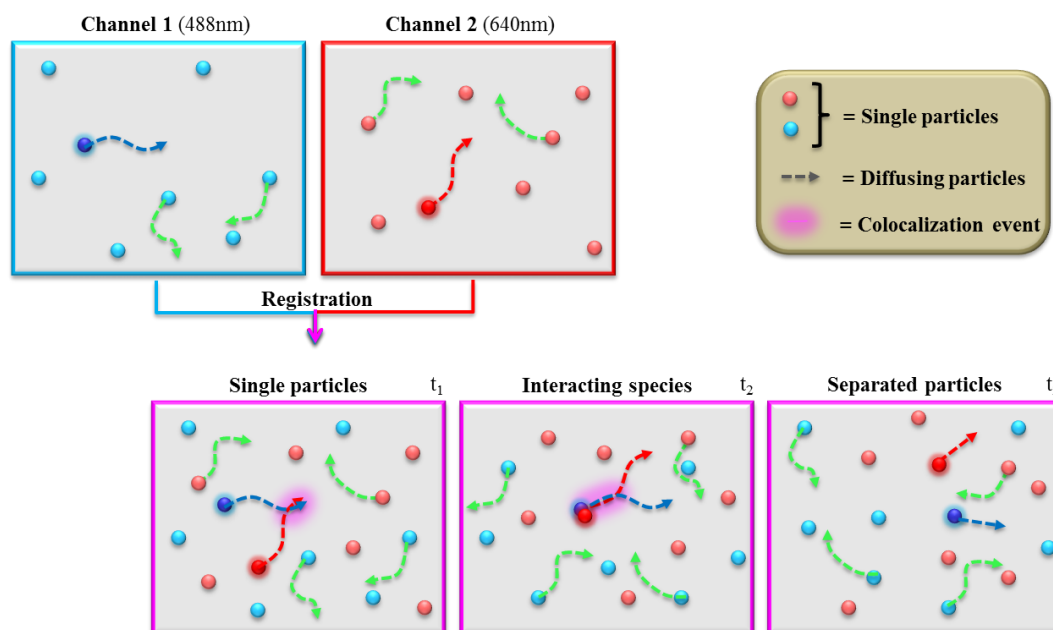 Channel 1 (488nm)
Channel 2 (640nm)
= Single particles
= Diffusing particles
= Colocalization event
Registration
Single particles t₁
Interacting species t₂
Separated particles t